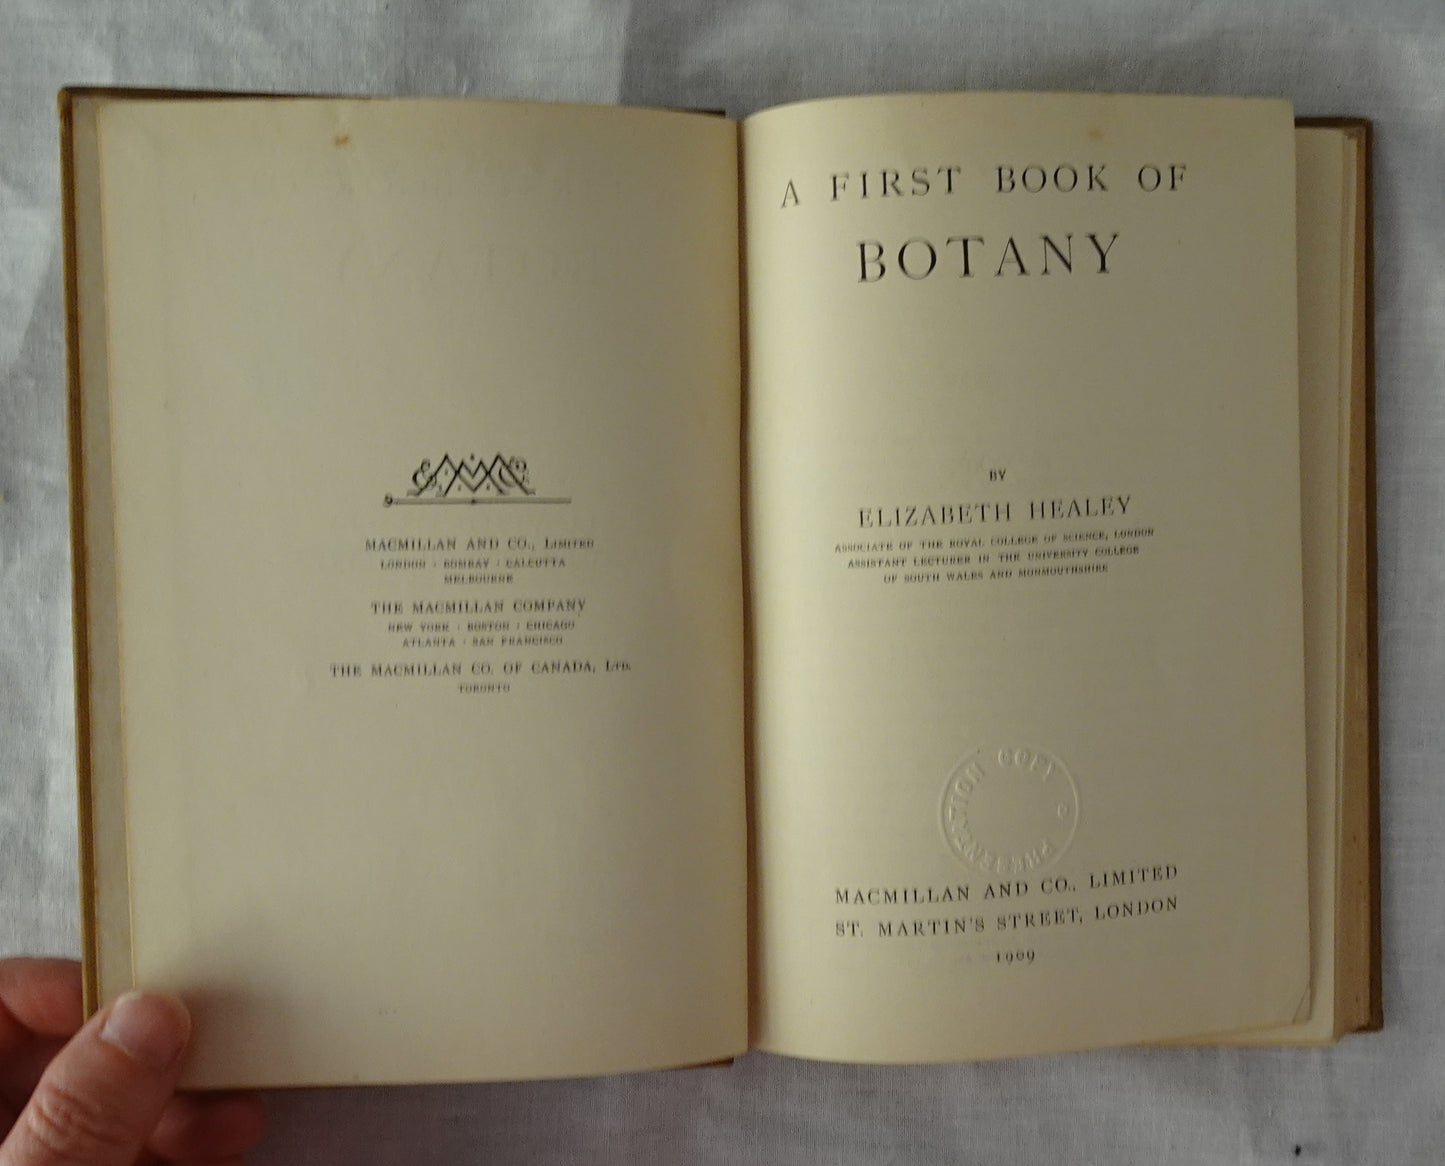 MACMILLAN AND CO., LIMITED
LONDON · BOMBAY · CALCUTTA
MELBOURNE
THE MACMILLAN COMPANY
NEW YORK · BOSTON · CHICAGO
ATLANTA · SAN FRANCISCO
THE MACMILLAN CO. OF CANADA, LTD.
TORONTO
A FIRST BOOK OF
BOTANY
BY
ELIZABETH HEALEY
ASSOCIATE OF THE ROYAL COLLEGE OF SCIENCE, LONDON
ASSISTANT LECTURER IN THE UNIVERSITY COLLEGE
OF SOUTH WALES AND MONMOUTHSHIRE
PRESENTATION COPY
MACMILLAN AND CO., LIMITED
ST. MARTIN'S STREET, LONDON
1909